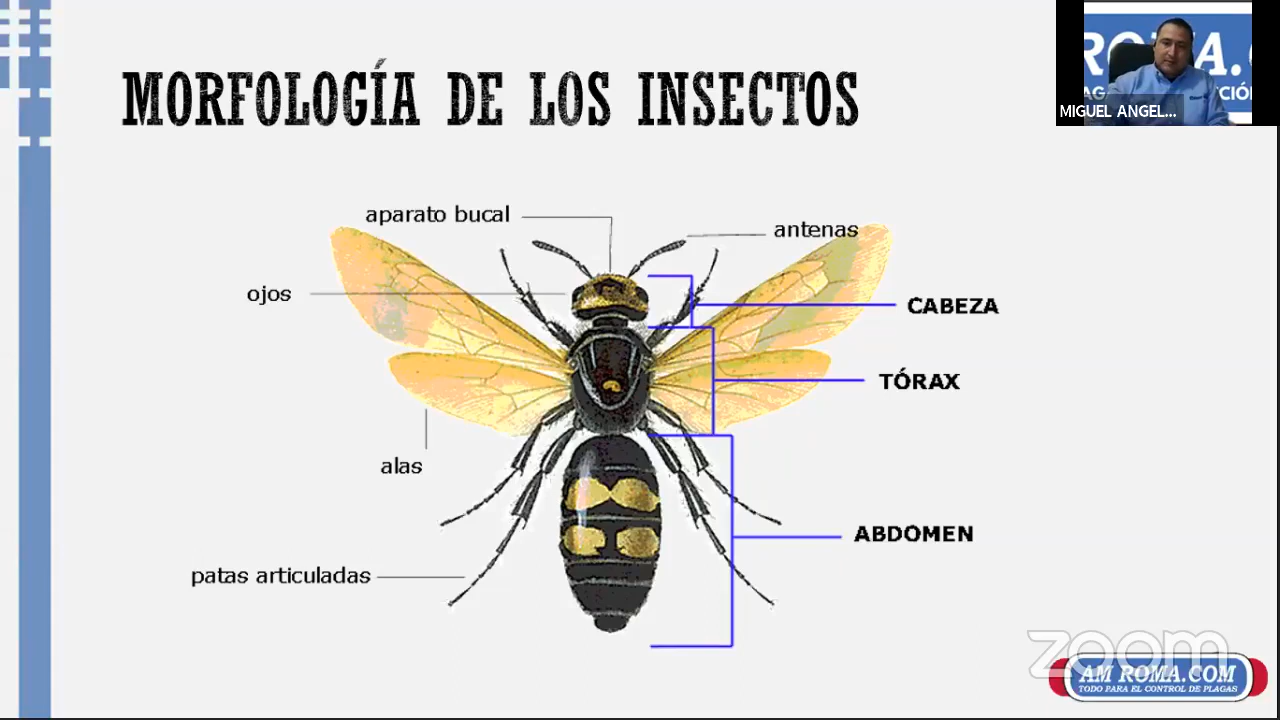 MORFOLOGÍA DE LOS INSECTOS
MIGUEL ANGEL...
aparato bucal
antenas
ojos
CABEZA
TÓRAX
alas
ABDOMEN
patas articuladas
zoom
AM ROMA.COM
TODO PARA EL CONTROL DE PLAGAS